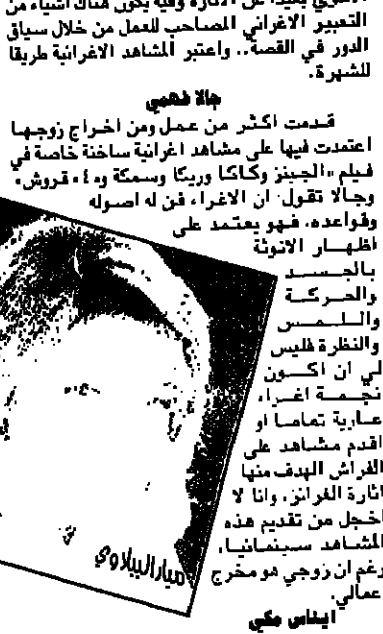 بعيدا عن الاثارة وفيه يكون هناك اشياء من
التعبير الاغرائي المصاحب للعمل من خلال سياق
الدور في القصة.. واعتبر المشاهد الاغرائية طريقا
للشهرة.
جالا فهمي
قدمت اكثر من عمل ومن اخراج زوجها
اعتمدت فيها على مشاهد اغرائية ساخنة خاصة في
فيلم «الجينز وكاكا وريكا وسمكة و٤٠ قروش»
وجالا تقول: ان الاغراء فن له اصوله
وقواعده، فهو يعتمد على
اظهار الانوثة
بالجسد
والحركة
واللمس
والنظرة فليس
لي ان اكون
نجمة اغراء
عارية تماما او
اقدم مشاهد على
الفراش الهدف منها
اثارة الغرائز، وانا لا
اخجل من تقديم هذه
المشاهد سينمائيا،
رغم ان زوجي هو مخرج
عمالي.
ايناس مكي
ميار الببلاوي